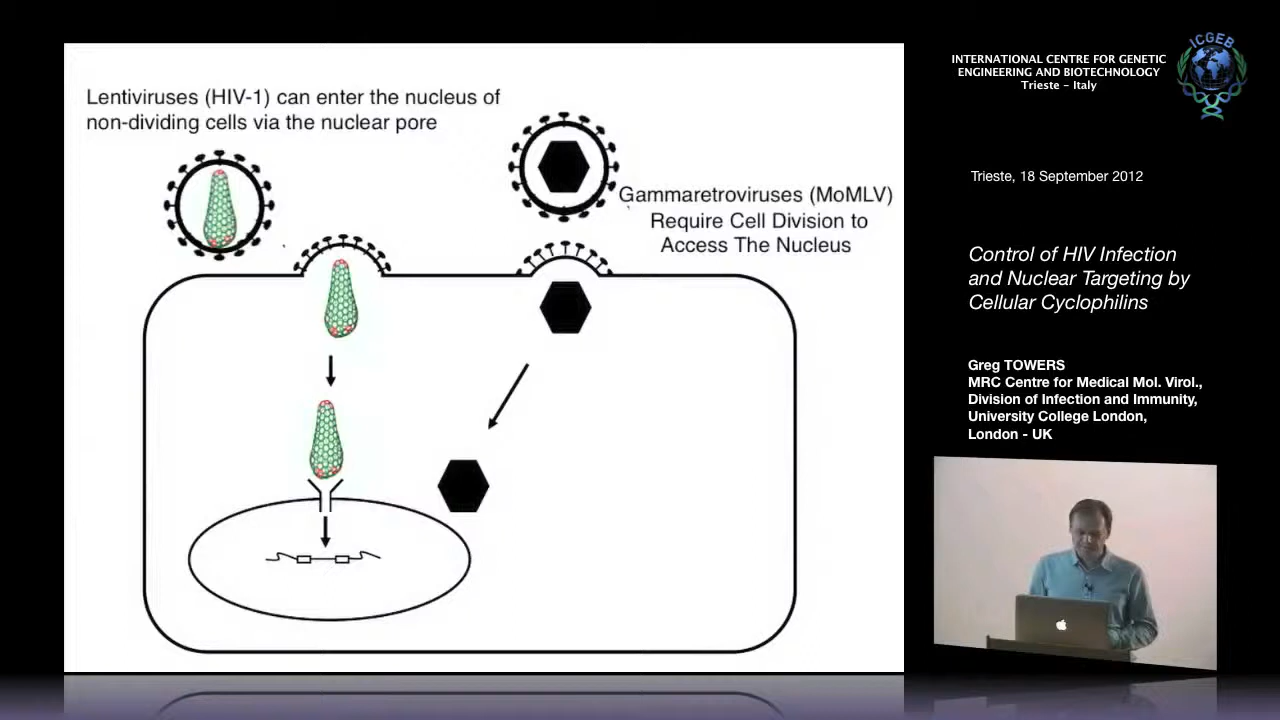 Lentiviruses (HIV-1) can enter the nucleus of
non-dividing cells via the nuclear pore
Gammaretroviruses (MoMLV)
Require Cell Division to
Access The Nucleus
INTERNATIONAL CENTRE FOR GENETIC
ENGINEERING AND BIOTECHNOLOGY
Trieste - Italy
ICGEB
Trieste, 18 September 2012
Control of HIV Infection
and Nuclear Targeting by
Cellular Cyclophilins
Greg TOWERS
MRC Centre for Medical Mol. Virol.,
Division of Infection and Immunity,
University College London,
London - UK